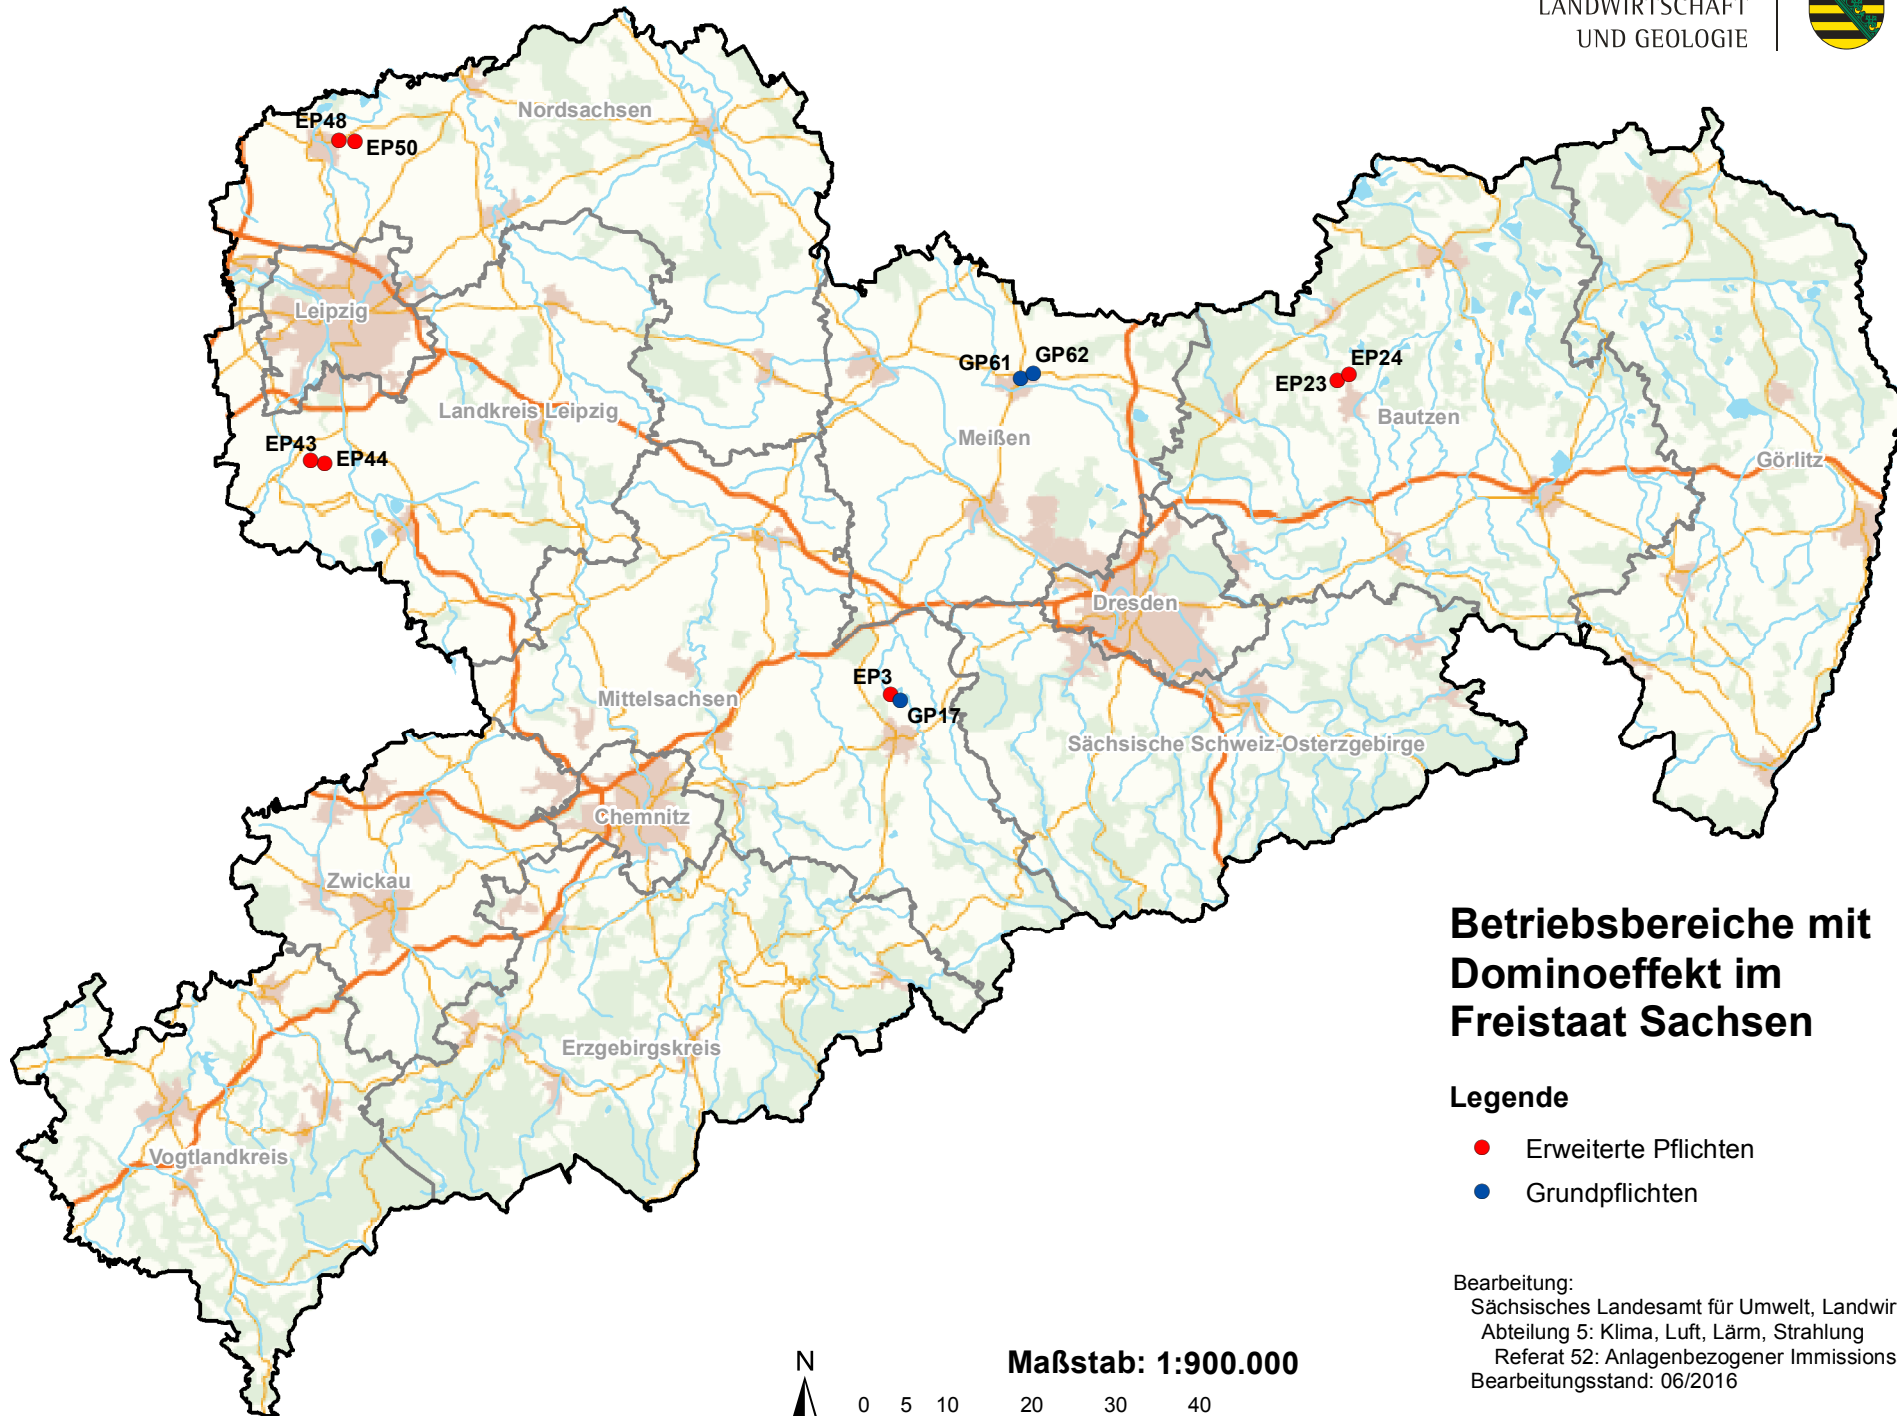 LANDWIRTSCHAFT
UND GEOLOGIE
Nordsachsen
EP48
EP50
Leipzig
GP61
GP62
EP24
EP23
Landkreis Leipzig
Bautzen
Meißen
EP43
EP44
Görlitz
Dresden
EP3
Mittelsachsen
GP17
Sächsische Schweiz-Osterzgebirge
Chemnitz
Zwickau
Erzgebirgskreis
Vogtlandkreis
Betriebsbereiche mit
Dominoeffekt im
Freistaat Sachsen
Legende
Erweiterte Pflichten
Grundpflichten
Bearbeitung:
Sächsisches Landesamt für Umwelt, Landwir
Abteilung 5: Klima, Luft, Lärm, Strahlung
Referat 52: Anlagenbezogener Immissions
Bearbeitungsstand: 06/2016
N
Maßstab: 1:900.000
0 5 10 20 30 40